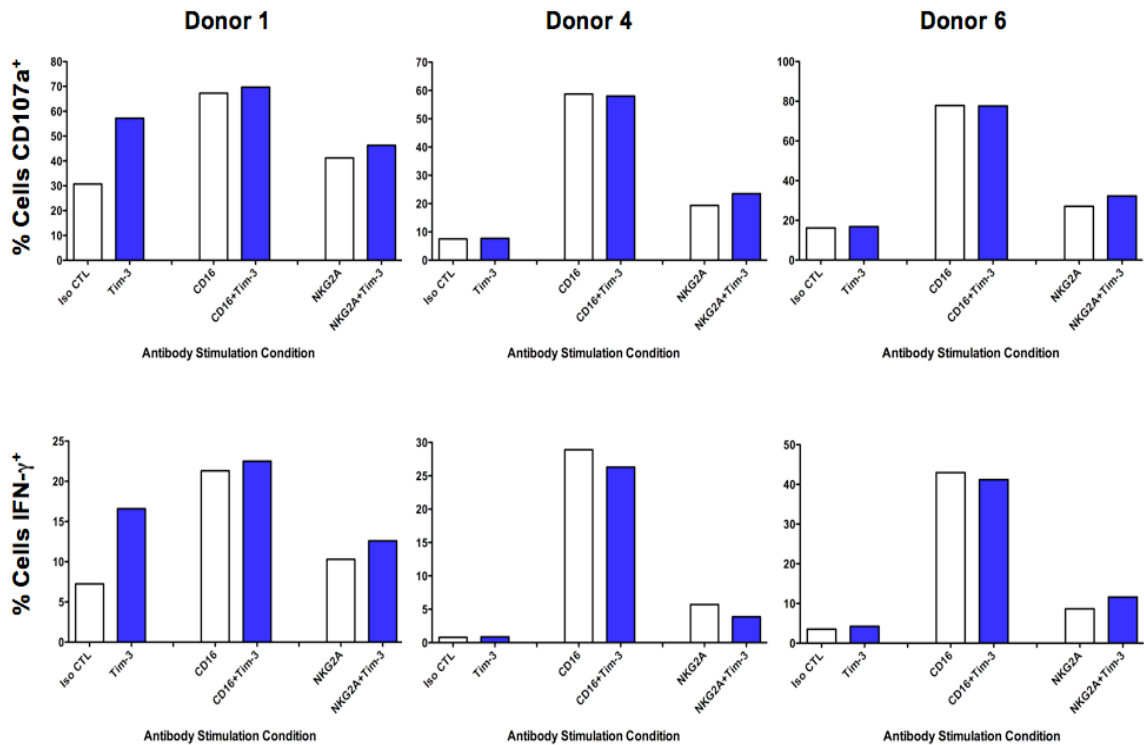 Donor 1 Donor 4 Donor 6
% Cells CD107a+
80
70
60
50
40
30
20
10
0
Iso CTL Tim-3 CD16 CD16+Tim-3 NKG2A NKG2A+Tim-3
Antibody Stimulation Condition
70
60
50
40
30
20
10
0
Iso CTL Tim-3 CD16 CD16+Tim-3 NKG2A NKG2A+Tim-3
Antibody Stimulation Condition
100
80
60
40
20
0
Iso CTL Tim-3 CD16 CD16+Tim-3 NKG2A NKG2A+Tim-3
Antibody Stimulation Condition
% Cells IFN-γ+
25
20
15
10
5
0
Iso CTL Tim-3 CD16 CD16+Tim-3 NKG2A NKG2A+Tim-3
Antibody Stimulation Condition
30
25
20
15
10
5
0
Iso CTL Tim-3 CD16 CD16+Tim-3 NKG2A NKG2A+Tim-3
Antibody Stimulation Condition
50
40
30
20
10
0
Iso CTL Tim-3 CD16 CD16+Tim-3 NKG2A NKG2A+Tim-3
Antibody Stimulation Condition